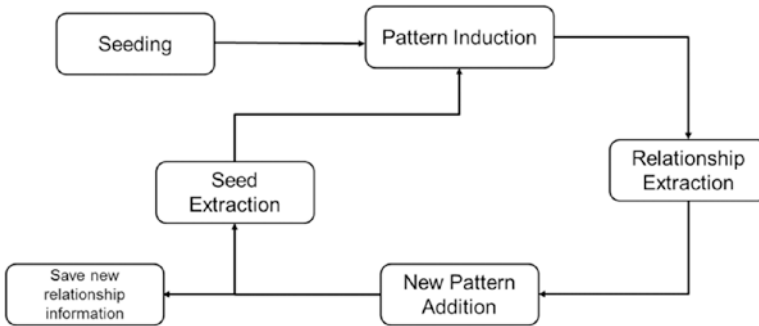 Seeding
Pattern Induction
Relationship
Extraction
Seed
Extraction
New Pattern
Addition
Save new
relationship
information